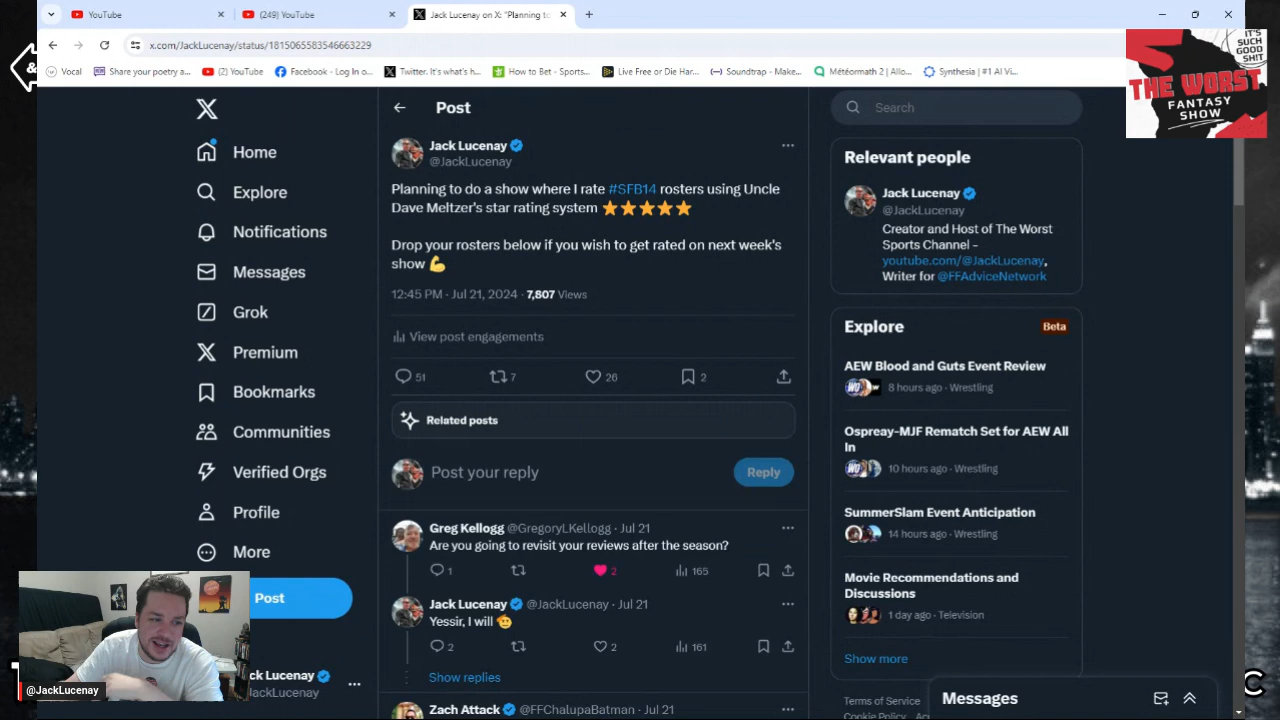 YouTube
(249) YouTube
Jack Lucenay on X: "Planning to
x.com/JackLucenay/status/1815065583546663229
Vocal
Share your poetry a...
(2) YouTube
Facebook - Log In o...
Twitter. It's what's h...
How to Bet - Sports...
Live Free or Die Har...
Soundtrap - Make...
Météormath 2 | Allo...
Synthesia | #1 AI Vi...
IT'S SUCH GOOD SH!T
THE WORST
FANTASY
SHOW
&
Home
Explore
Notifications
Messages
Grok
Premium
Bookmarks
Communities
Verified Orgs
Profile
More
Post
Jack Lucenay
@JackLucenay
Post
Jack Lucenay
@JackLucenay
Planning to do a show where I rate #SFB14 rosters using Uncle
Dave Meltzer's star rating system ⭐⭐⭐⭐⭐
Drop your rosters below if you wish to get rated on next week's
show 💪
12:45 PM · Jul 21, 2024 · 7,807 Views
View post engagements
51
7
26
2
Related posts
Post your reply
Reply
Greg Kellogg @GregoryLKellogg · Jul 21
Are you going to revisit your reviews after the season?
1
2
165
Jack Lucenay @JackLucenay · Jul 21
Yessir, I will 🫡
2
2
161
Show replies
Zach Attack @FFChalupaBatman · Jul 21
Search
Relevant people
Jack Lucenay
@JackLucenay
Creator and Host of The Worst
Sports Channel -
youtube.com/@JackLucenay,
Writer for @FFAdviceNetwork
Explore
Beta
AEW Blood and Guts Event Review
8 hours ago · Wrestling
Ospreay-MJF Rematch Set for AEW All
In
10 hours ago · Wrestling
SummerSlam Event Anticipation
14 hours ago · Wrestling
Movie Recommendations and
Discussions
1 day ago · Television
Show more
Terms of Service
Messages
@JackLucenay